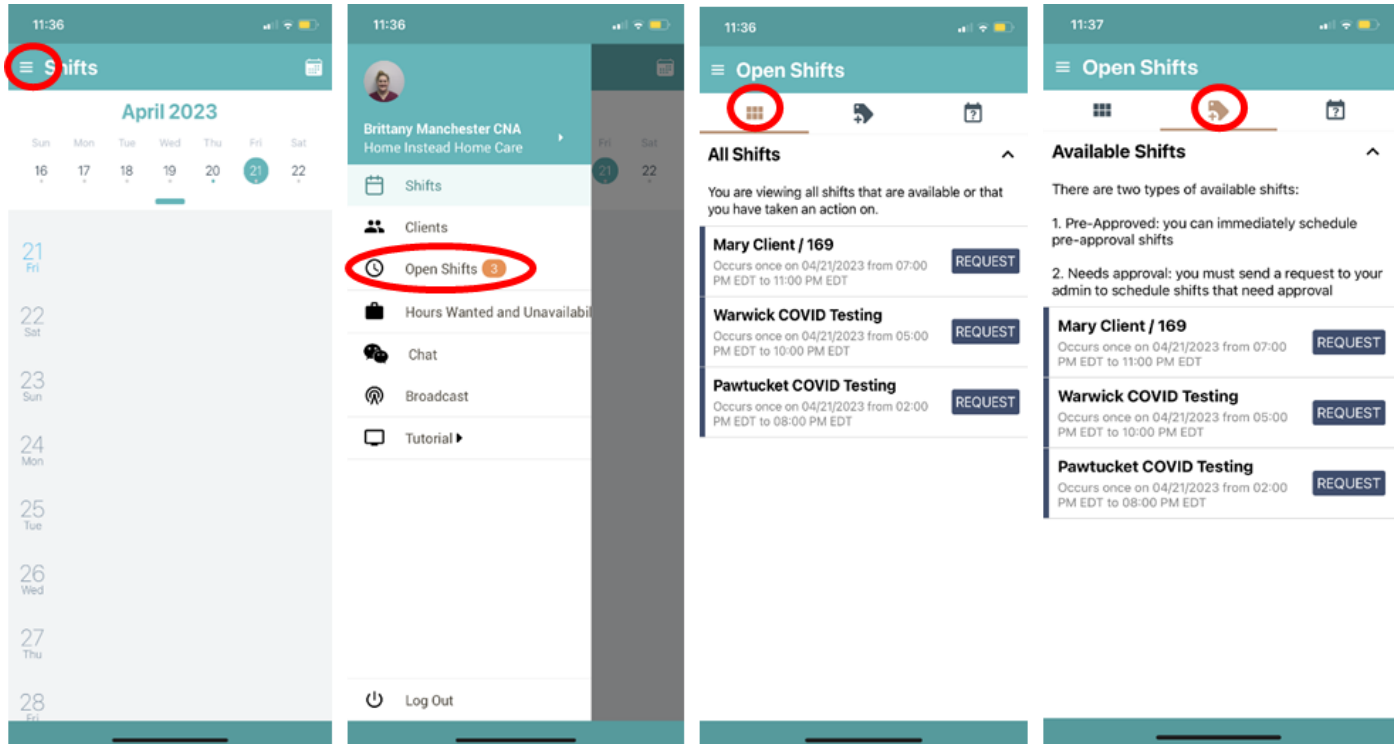 11:36
Shifts
April 2023
Sun Mon Tue Wed Thu Fri Sat
16 17 18 19 20 21 22
21
Fri
22
Sat
23
Sun
24
Mon
25
Tue
26
Wed
27
Thu
28
Fri
11:36
Brittany Manchester CNA
Home Instead Home Care
Fri Sat
21 22
Shifts
Clients
Open Shifts 3
Hours Wanted and Unavailabil
Chat
Broadcast
Tutorial
Log Out
11:36
Open Shifts
All Shifts
You are viewing all shifts that are available or that
you have taken an action on.
Mary Client / 169
Occurs once on 04/21/2023 from 07:00
PM EDT to 11:00 PM EDT
REQUEST
Warwick COVID Testing
Occurs once on 04/21/2023 from 05:00
PM EDT to 10:00 PM EDT
REQUEST
Pawtucket COVID Testing
Occurs once on 04/21/2023 from 02:00
PM EDT to 08:00 PM EDT
REQUEST
11:37
Open Shifts
Available Shifts
There are two types of available shifts:
1. Pre-Approved: you can immediately schedule
pre-approval shifts
2. Needs approval: you must send a request to your
admin to schedule shifts that need approval
Mary Client / 169
Occurs once on 04/21/2023 from 07:00
PM EDT to 11:00 PM EDT
REQUEST
Warwick COVID Testing
Occurs once on 04/21/2023 from 05:00
PM EDT to 10:00 PM EDT
REQUEST
Pawtucket COVID Testing
Occurs once on 04/21/2023 from 02:00
PM EDT to 08:00 PM EDT
REQUEST